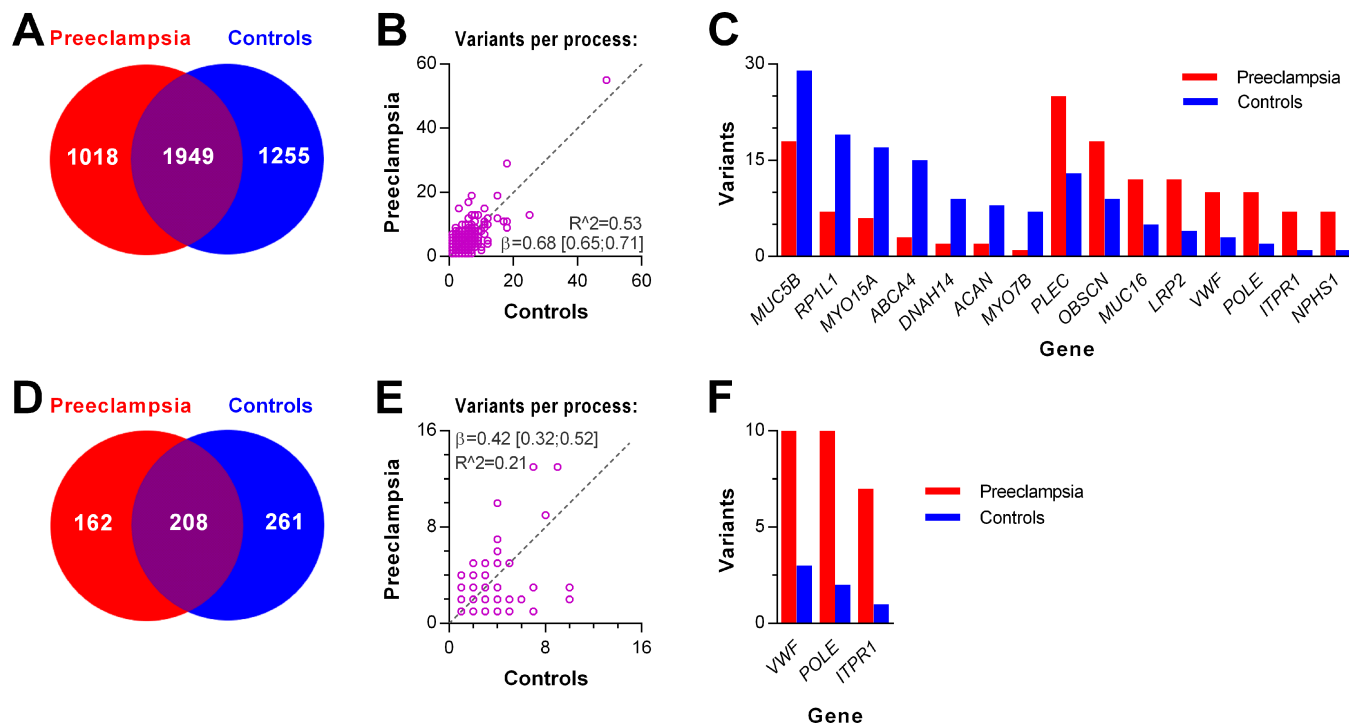 A
Preeclampsia Controls
1018 1949 1255
B
Variants per process:
Preeclampsia
60
40
20
0
R^2=0.53
β=0.68 [0.65;0.71]
0 20 40 60
Controls
C
Variants
30
15
0
Preeclampsia
Controls
MUC5B RP1L1 MYO15A ABCA4 DNAH14 ACAN MYO7B PLEC OBSCN MUC16 LRP2 VWF POLE ITPR1 NPHS1
Gene
D
Preeclampsia Controls
162 208 261
E
Variants per process:
Preeclampsia
16
8
0
β=0.42 [0.32;0.52]
R^2=0.21
0 8 16
Controls
F
Variants
10
5
0
Preeclampsia
Controls
VWF POLE ITPR1
Gene